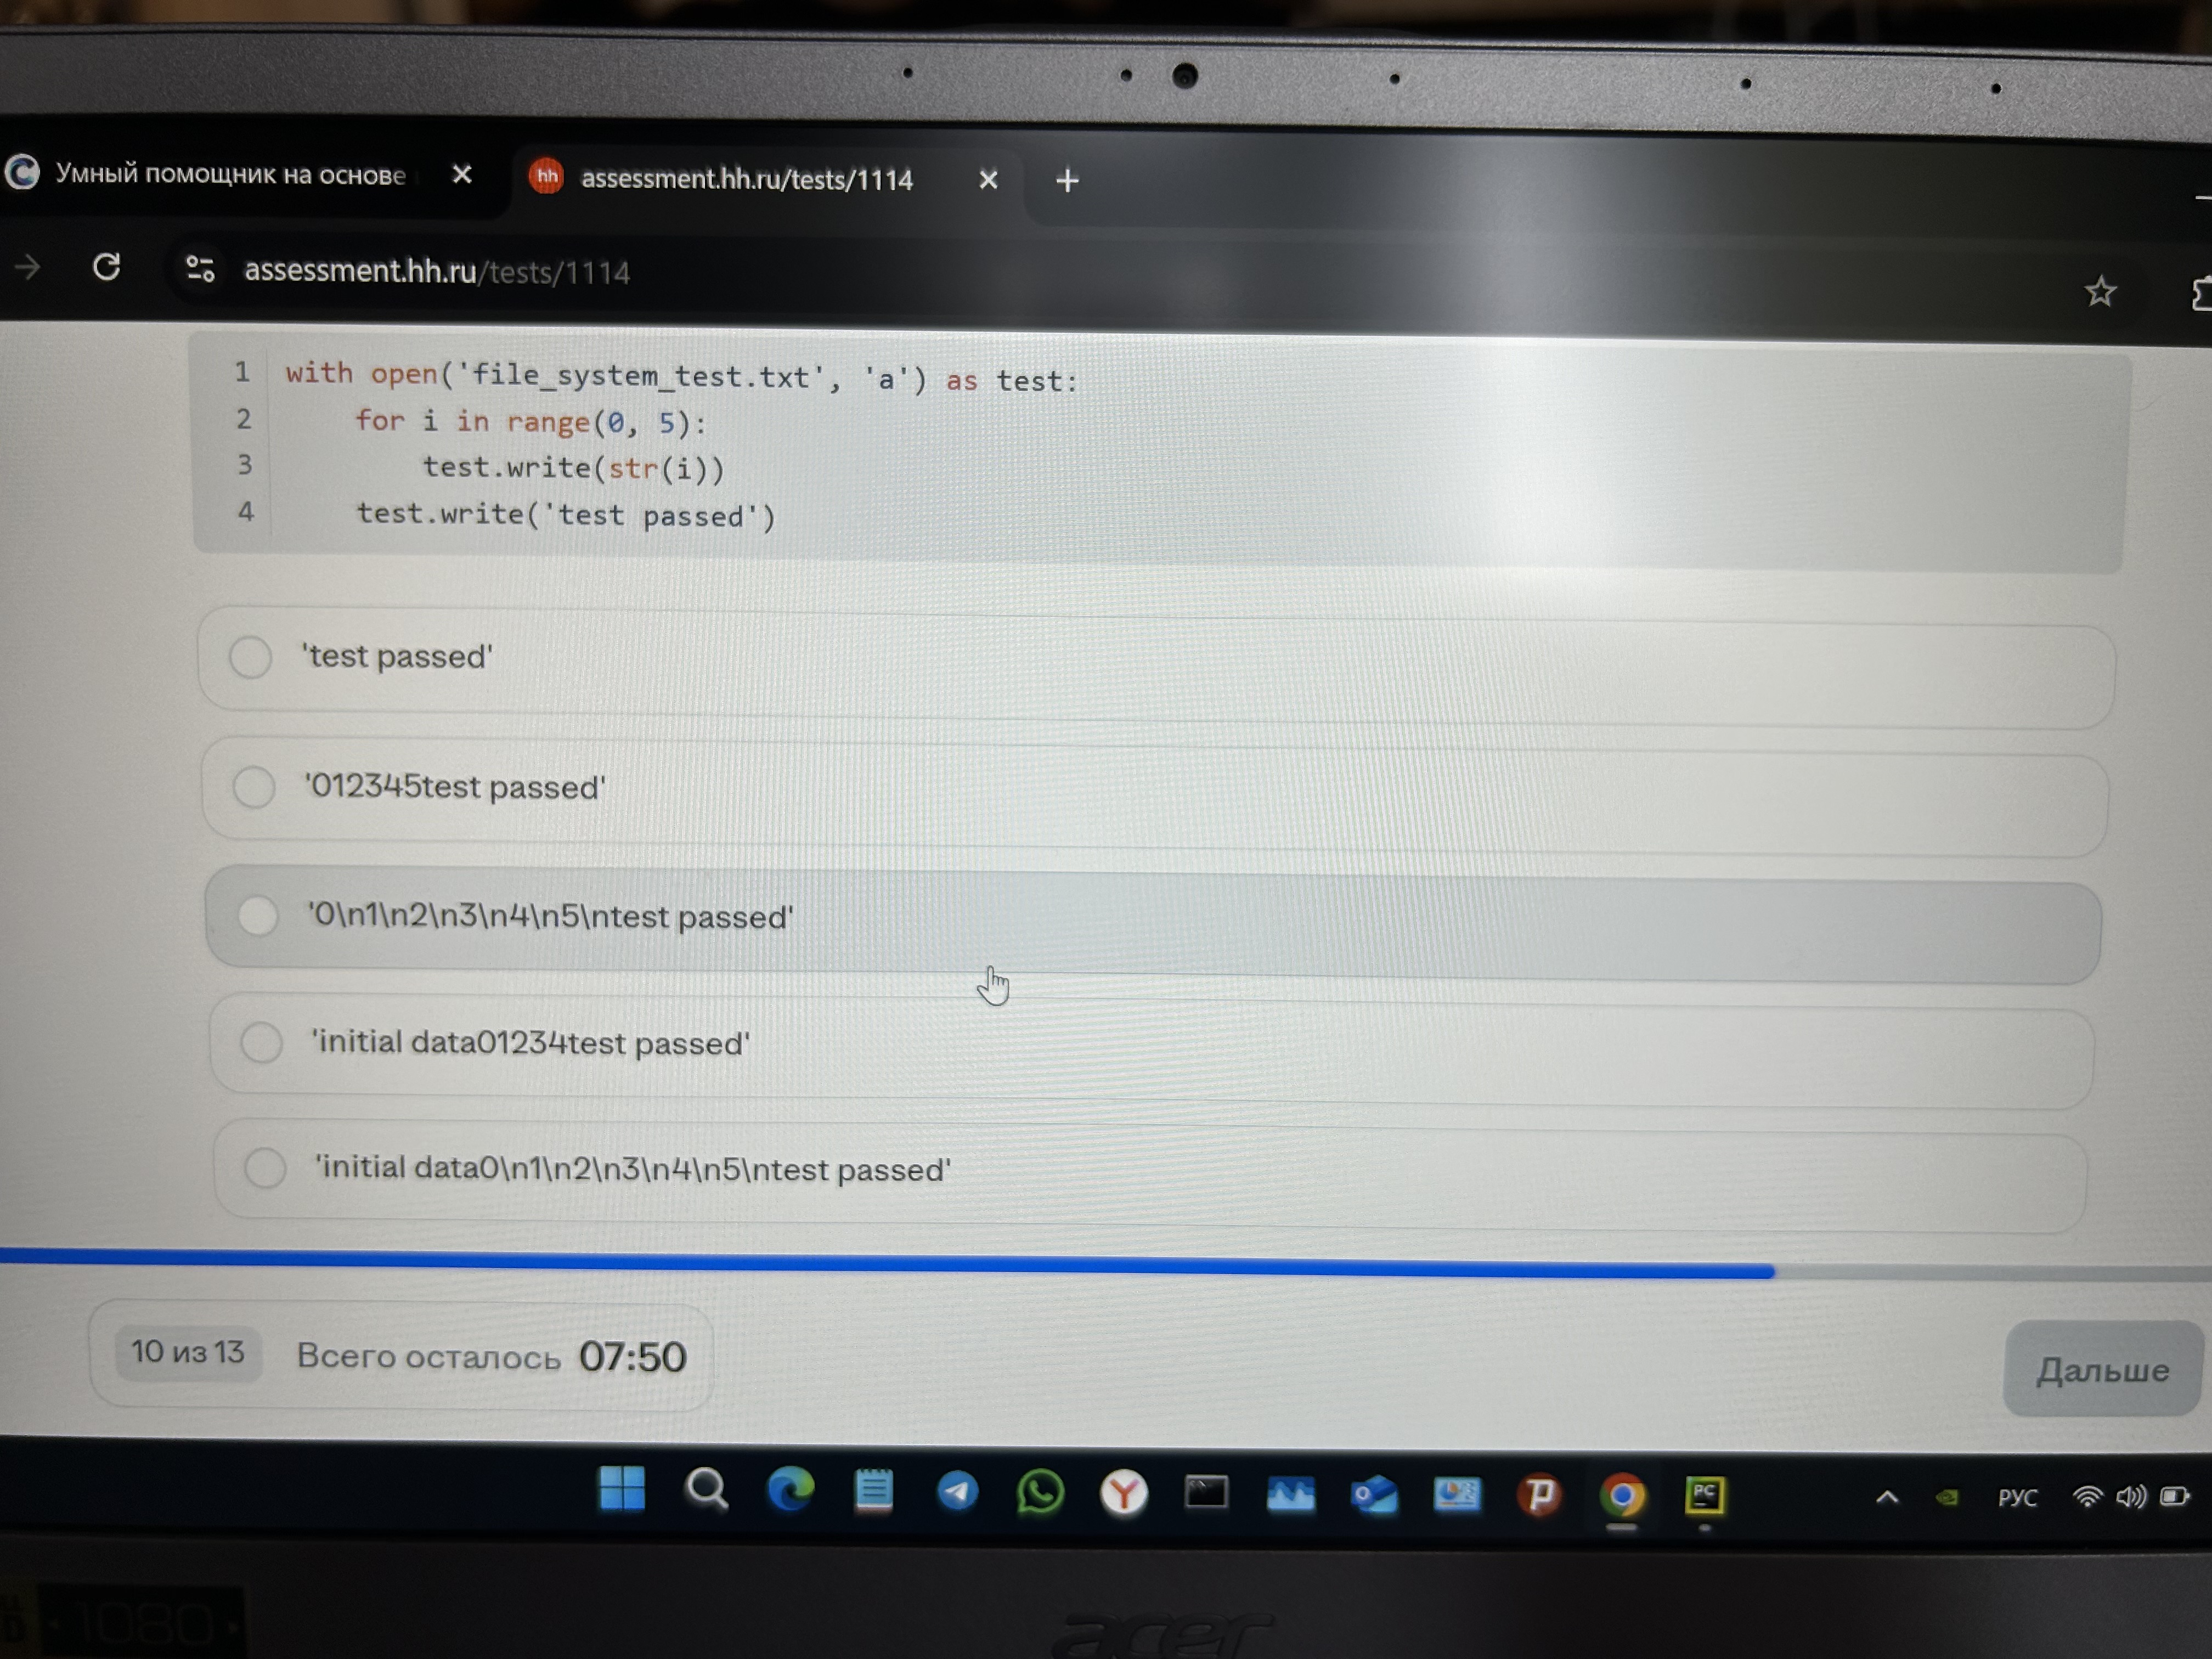 Умный помощник на основе
hh assessment.hh.ru/tests/1114
assessment.hh.ru/tests/1114
1 with open('file_system_test.txt', 'a') as test:
2 for i in range(0, 5):
3 test.write(str(i))
4 test.write('test passed')
'test passed'
'012345test passed'
'0\n1\n2\n3\n4\n5\ntest passed'
'initial data01234test passed'
'initial data0\n1\n2\n3\n4\n5\ntest passed'
10 из 13 Всего осталось 07:50
Дальше
PC
РУС
1080
acer